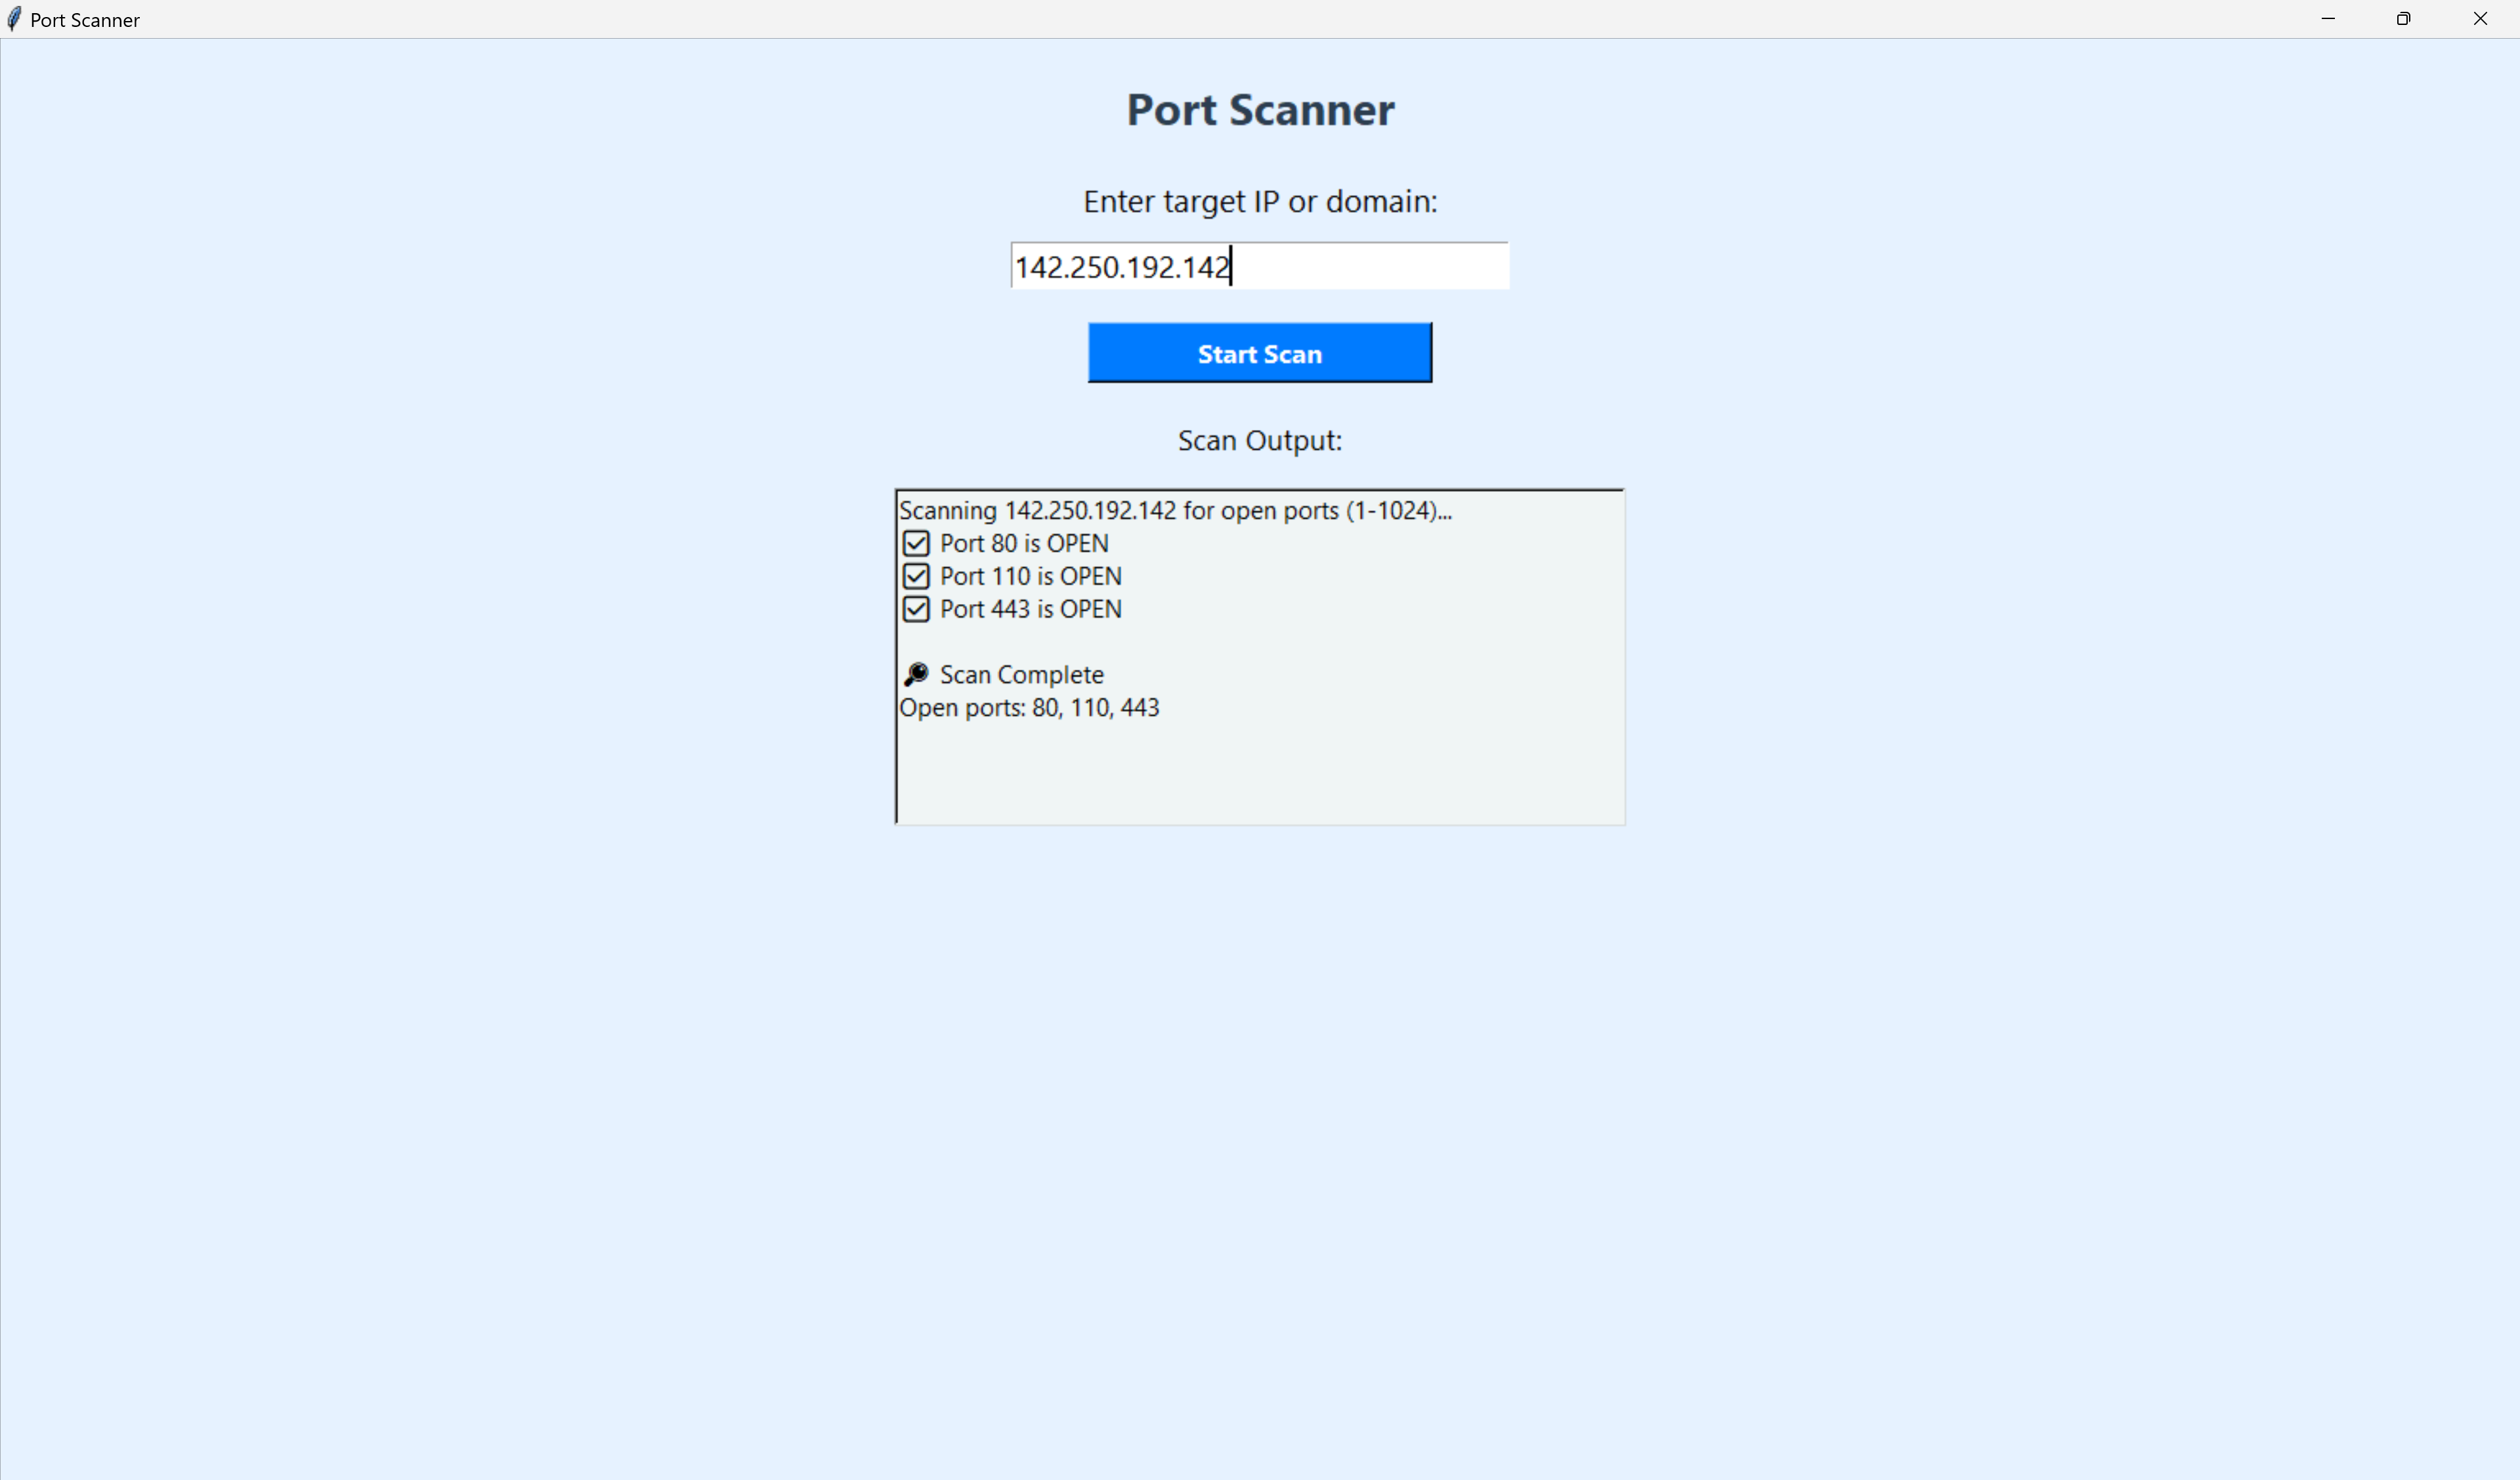 Port Scanner
Port Scanner
Enter target IP or domain:
142.250.192.142
Start Scan
Scan Output:
Scanning 142.250.192.142 for open ports (1-1024)...
☑ Port 80 is OPEN
☑ Port 110 is OPEN
☑ Port 443 is OPEN
🔎 Scan Complete
Open ports: 80, 110, 443